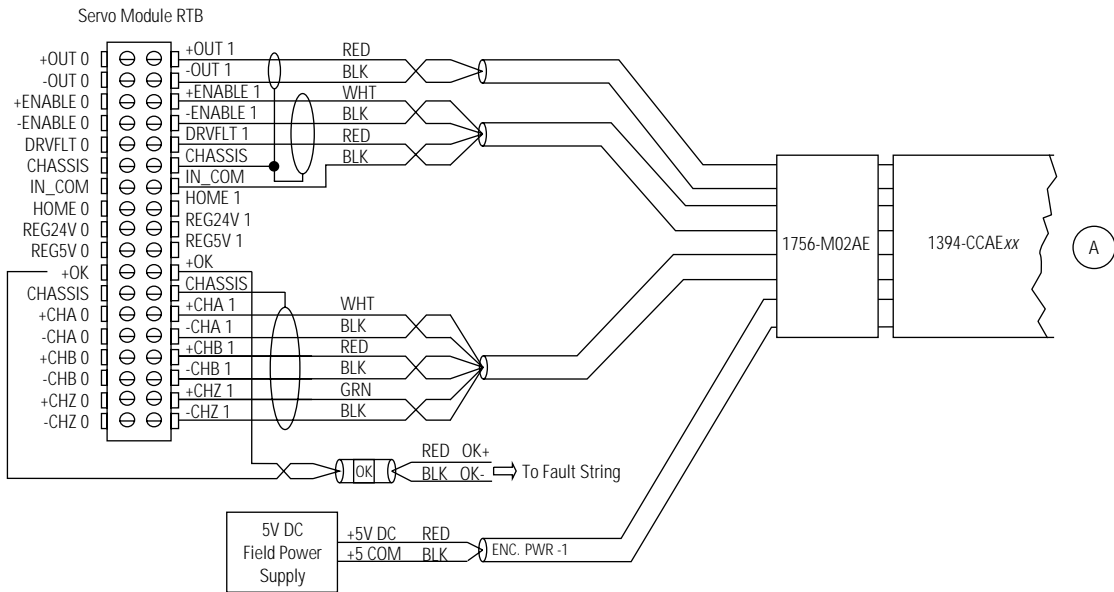 Servo Module RTB
+OUT 0 +OUT 1 RED
-OUT 0 -OUT 1 BLK
+ENABLE 0 +ENABLE 1 WHT
-ENABLE 0 -ENABLE 1 BLK
DRVFLT 0 DRVFLT 1 RED
CHASSIS CHASSIS BLK
IN_COM IN_COM
HOME 0 HOME 1
REG24V 0 REG24V 1
REG5V 0 REG5V 1
+OK +OK
CHASSIS CHASSIS
+CHA 0 +CHA 1 WHT
-CHA 0 -CHA 1 BLK
+CHB 0 +CHB 1 RED
-CHB 0 -CHB 1 BLK
+CHZ 0 +CHZ 1 GRN
-CHZ 0 -CHZ 1 BLK
1756-M02AE
1394-CCAExx
A
OK
RED OK+
BLK OK-
To Fault String
5V DC
Field Power
Supply
+5V DC RED
+5 COM BLK
ENC. PWR -1